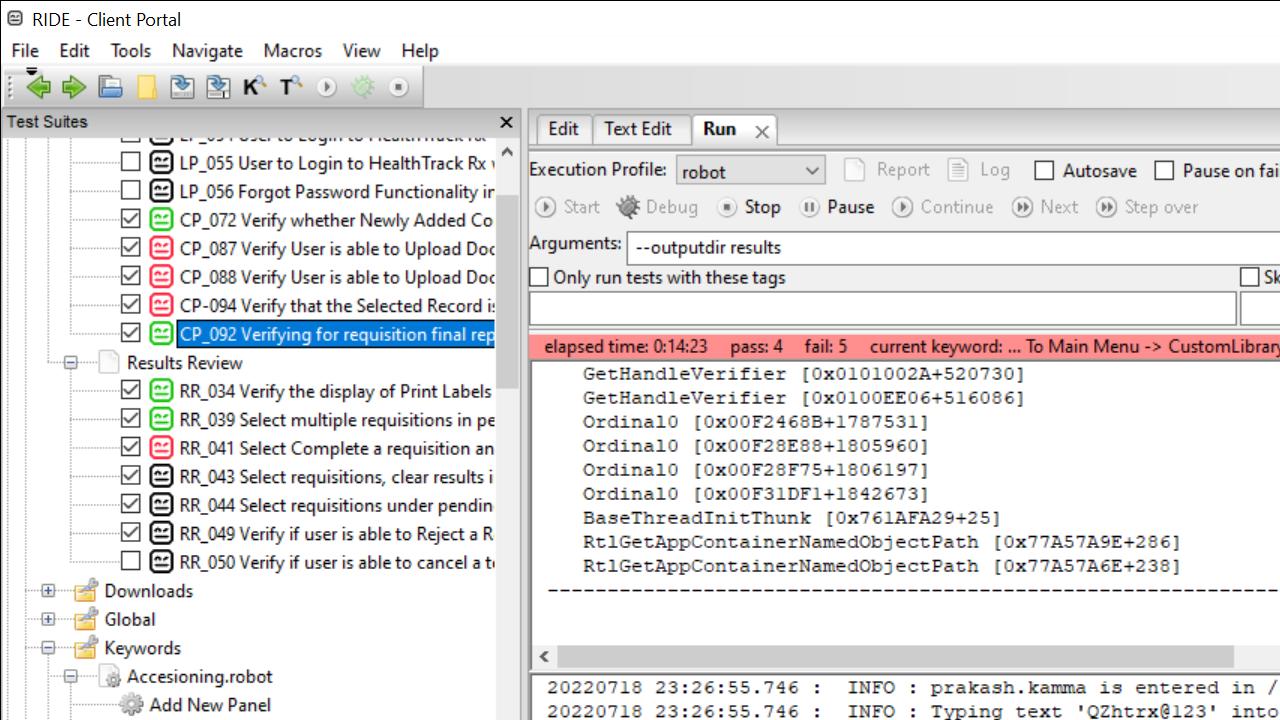 RIDE - Client Portal
File Edit Tools Navigate Macros View Help
K T
Test Suites
Edit Text Edit Run
User to Login to HealthTrack Rx
LP_055 User to Login to HealthTrack Rx
LP_056 Forgot Password Functionality in
CP_072 Verify whether Newly Added Co
CP_087 Verify User is able to Upload Doc
CP_088 Verify User is able to Upload Doc
CP-094 Verify that the Selected Record is
CP_092 Verifying for requisition final rep
Results Review
RR_034 Verify the display of Print Labels
RR_039 Select multiple requisitions in pe
RR_041 Select Complete a requisition an
RR_043 Select requisitions, clear results i
RR_044 Select requisitions under pendin
RR_049 Verify if user is able to Reject a R
RR_050 Verify if user is able to cancel a te
Downloads
Global
Keywords
Accesioning.robot
Add New Panel
Execution Profile: robot Report Log Autosave Pause on fai
Start Debug Stop Pause Continue Next Step over
Arguments: --outputdir results
Only run tests with these tags Sk
elapsed time: 0:14:23 pass: 4 fail: 5 current keyword: ... To Main Menu -> CustomLibrary
GetHandleVerifier [0x0101002A+520730]
GetHandleVerifier [0x0100EE06+516086]
Ordinal0 [0x00F2468B+1787531]
Ordinal0 [0x00F28E88+1805960]
Ordinal0 [0x00F28F75+1806197]
Ordinal0 [0x00F31DF1+1842673]
BaseThreadInitThunk [0x761AFA29+25]
RtlGetAppContainerNamedObjectPath [0x77A57A9E+286]
RtlGetAppContainerNamedObjectPath [0x77A57A6E+238]
------------------------------------------------------------
20220718 23:26:55.746 : INFO : prakash.kamma is entered in /
20220718 23:26:55.746 : INFO : Typing text 'QZhtrx@123' into